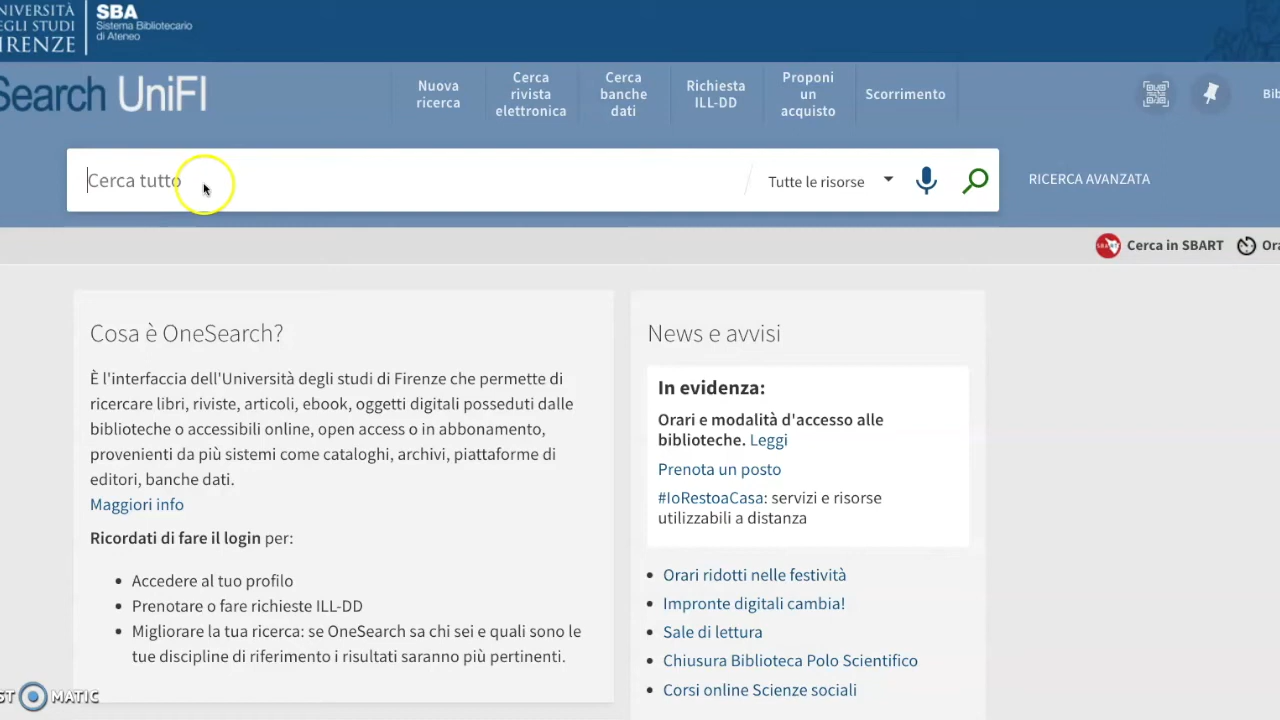 NIVERSITÀ
EGLI STUDI
IRENZE
SBA
Sistema Bibliotecario
di Ateneo
Search UniFI
Nuova
ricerca
Cerca
rivista
elettronica
Cerca
banche
dati
Richiesta
ILL-DD
Proponi
un
acquisto
Scorrimento
Bib
Cerca tutto
Tutte le risorse
RICERCA AVANZATA
Cerca in SBART
Ora
Cosa è OneSearch?
È l'interfaccia dell'Università degli studi di Firenze che permette di
ricercare libri, riviste, articoli, ebook, oggetti digitali posseduti dalle
biblioteche o accessibili online, open access o in abbonamento,
provenienti da più sistemi come cataloghi, archivi, piattaforme di
editori, banche dati.
Maggiori info
Ricordati di fare il login per:
Accedere al tuo profilo
Prenotare o fare richieste ILL-DD
Migliorare la tua ricerca: se OneSearch sa chi sei e quali sono le
tue discipline di riferimento i risultati saranno più pertinenti.
News e avvisi
In evidenza:
Orari e modalità d'accesso alle
biblioteche. Leggi
Prenota un posto
#IoRestoaCasa: servizi e risorse
utilizzabili a distanza
Orari ridotti nelle festività
Impronte digitali cambia!
Sale di lettura
Chiusura Biblioteca Polo Scientifico
Corsi online Scienze sociali
ST MATIC